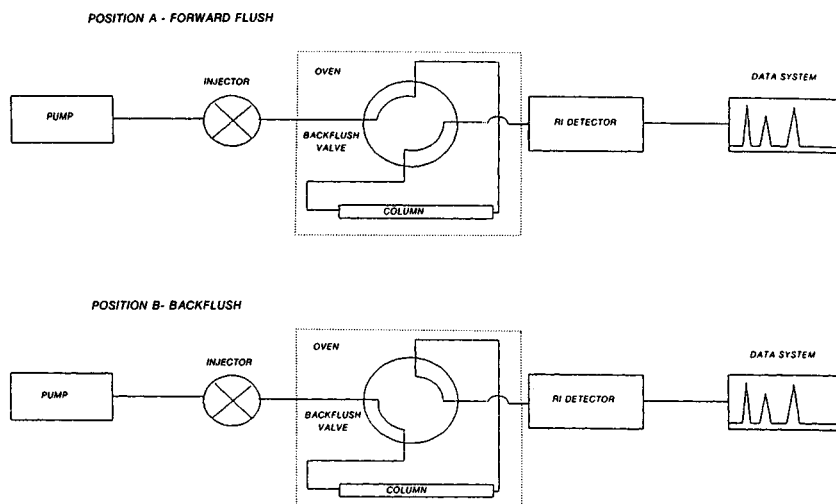 POSITION A - FORWARD FLUSH
INJECTOR
OVEN
DATA SYSTEM
PUMP
BACKFLUSH
VALVE
RI DETECTOR
COLUMN
POSITION B- BACKFLUSH
INJECTOR
OVEN
DATA SYSTEM
PUMP
BACKFLUSH
VALVE
RI DETECTOR
COLUMN